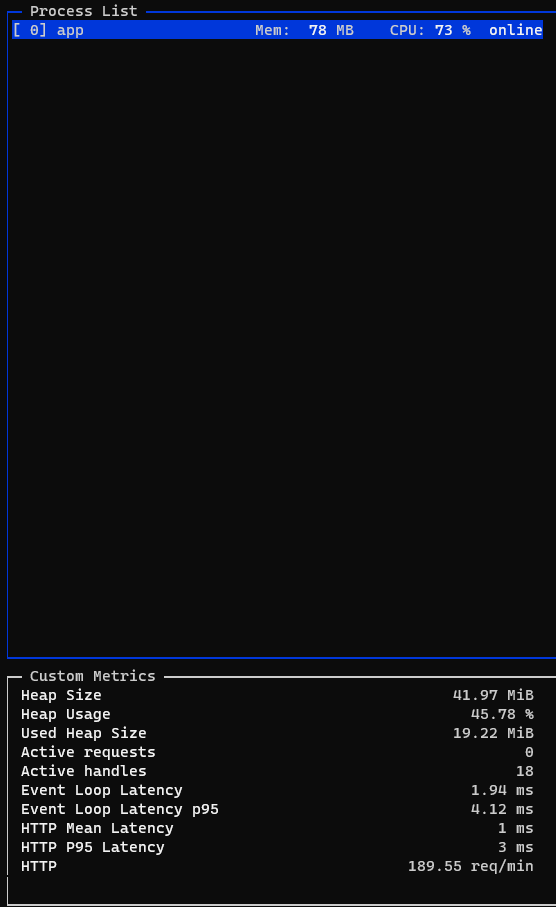 Process List
[ 0] app Mem: 78 MB CPU: 73 % online
Custom Metrics
Heap Size 41.97 MiB
Heap Usage 45.78 %
Used Heap Size 19.22 MiB
Active requests 0
Active handles 18
Event Loop Latency 1.94 ms
Event Loop Latency p95 4.12 ms
HTTP Mean Latency 1 ms
HTTP P95 Latency 3 ms
HTTP 189.55 req/min